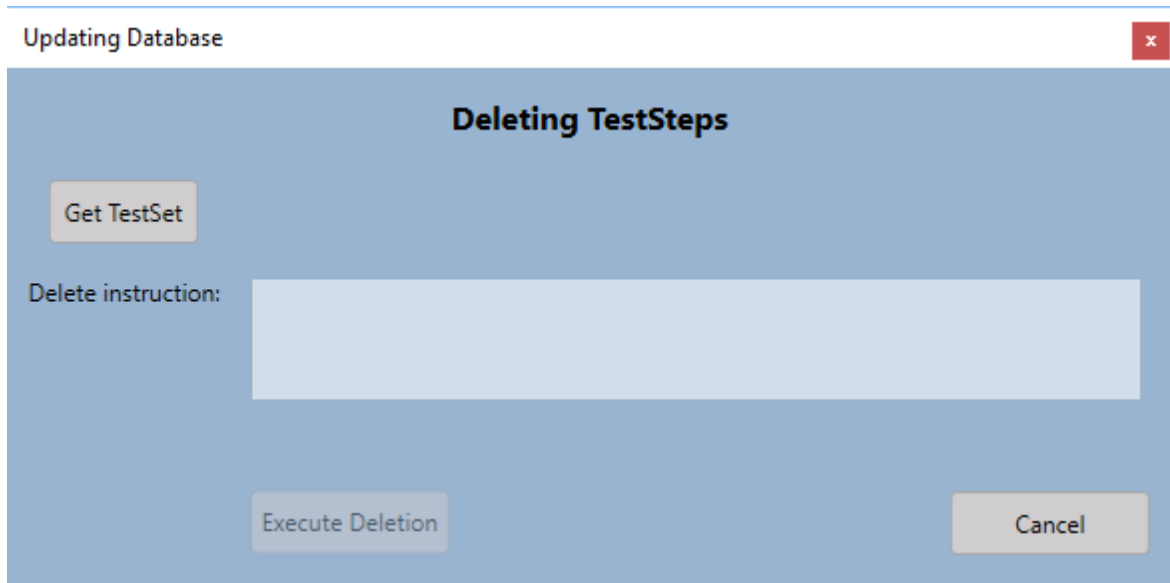 Updating Database
x
Deleting TestSteps
Get TestSet
Delete instruction:
Execute Deletion
Cancel